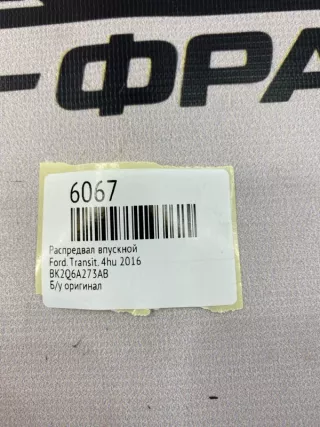 -ФРА
6067
Распредвал впускной
Ford. Transit. 4hu 2016
BK2Q6A273AB
Б/у оригинал